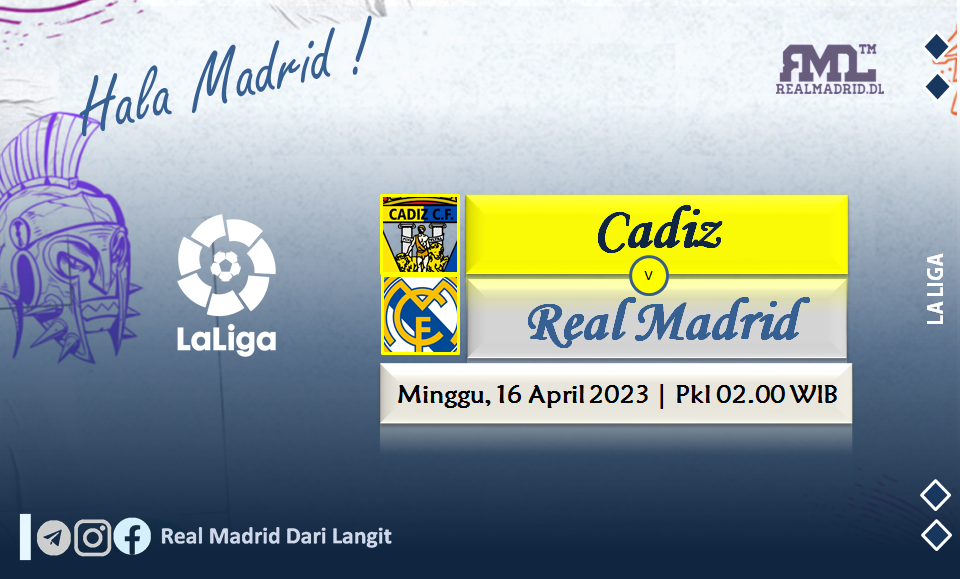 Hala Madrid !
RML™
REALMADRID.DL
CADIZ C.F.
Cadiz
v
Real Madrid
LaLiga
LA LIGA
Minggu, 16 April 2023 | Pkl 02.00 WIB
Real Madrid Dari Langit